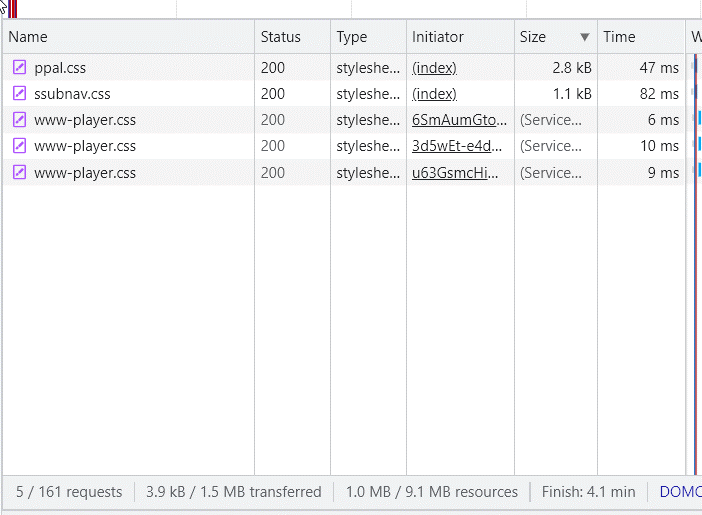 Name Status Type Initiator Size Time W
ppal.css 200 styleshe... (index) 2.8 kB 47 ms
ssubnav.css 200 styleshe... (index) 1.1 kB 82 ms
www-player.css 200 styleshe... 6SmAumGto... (Service... 6 ms
www-player.css 200 styleshe... 3d5wEt-e4d... (Service... 10 ms
www-player.css 200 styleshe... u63GsmcHi... (Service... 9 ms
5 / 161 requests 3.9 kB / 1.5 MB transferred 1.0 MB / 9.1 MB resources Finish: 4.1 min DOMC